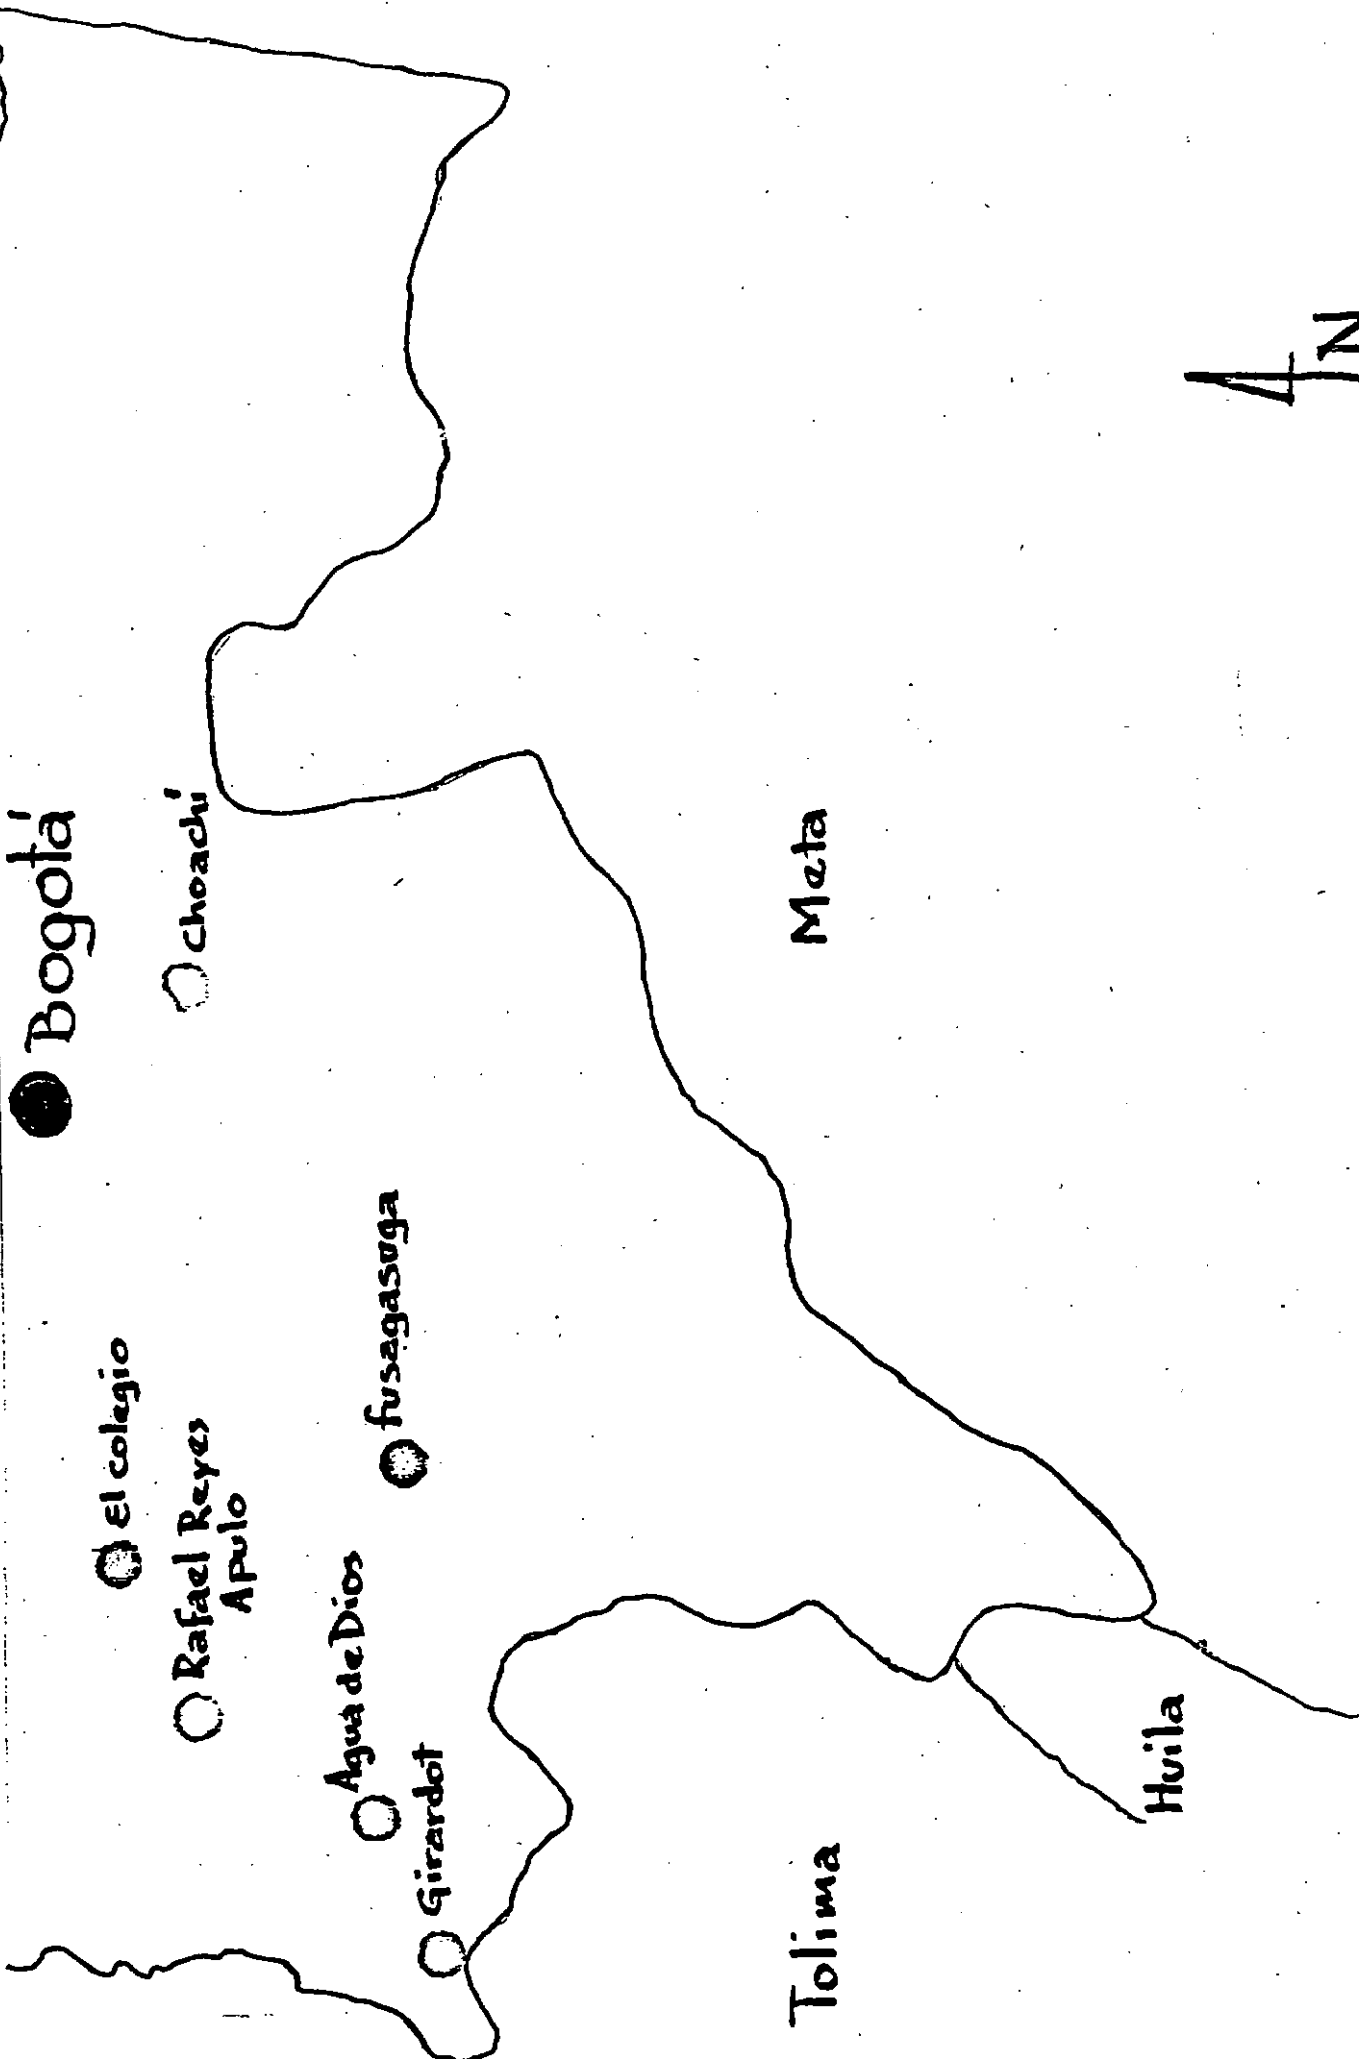 Bogotá
choachí
El colegio
Rafael Reyes
Apulo
fusagasuga
Agua de Dios
Girardot
Meta
Tolima
Huila
N